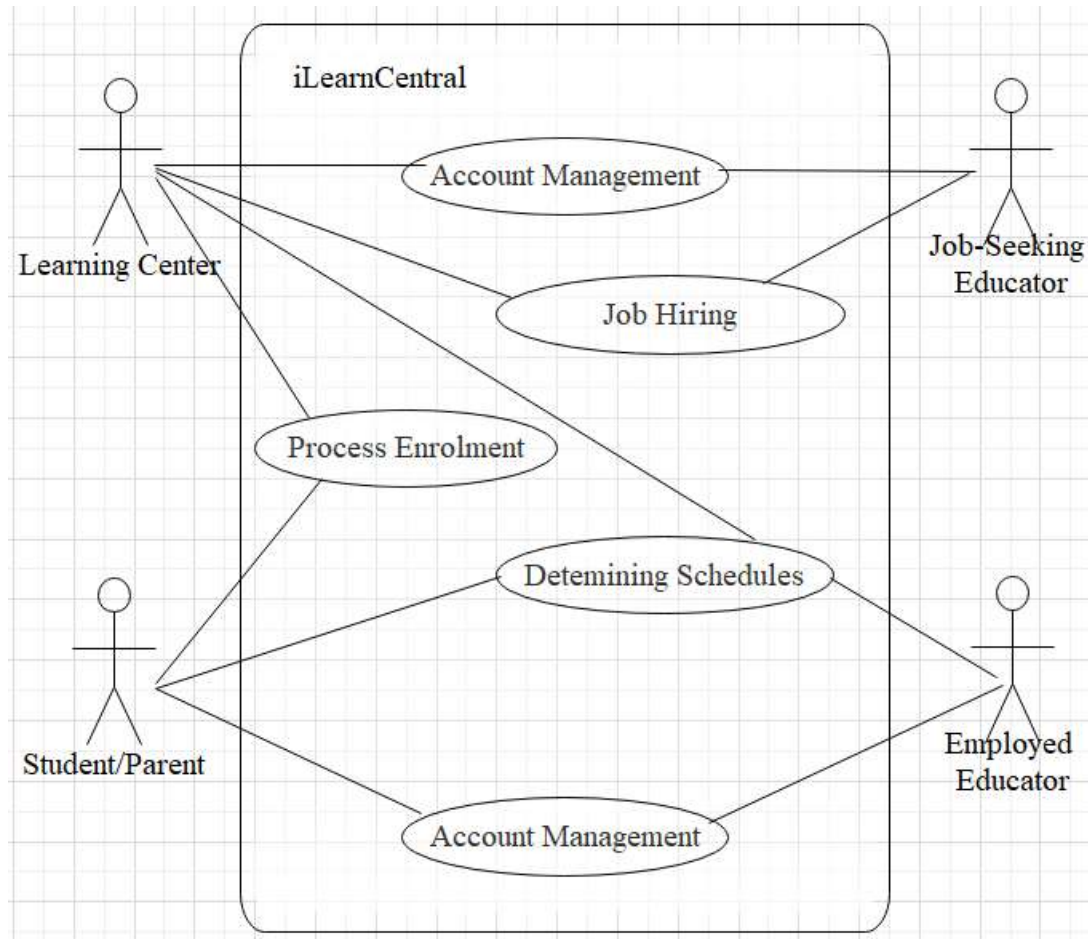 iLearnCentral
Account Management
Learning Center
Job-Seeking
Educator
Job Hiring
Process Enrolment
Detemining Schedules
Student/Parent
Employed
Educator
Account Management